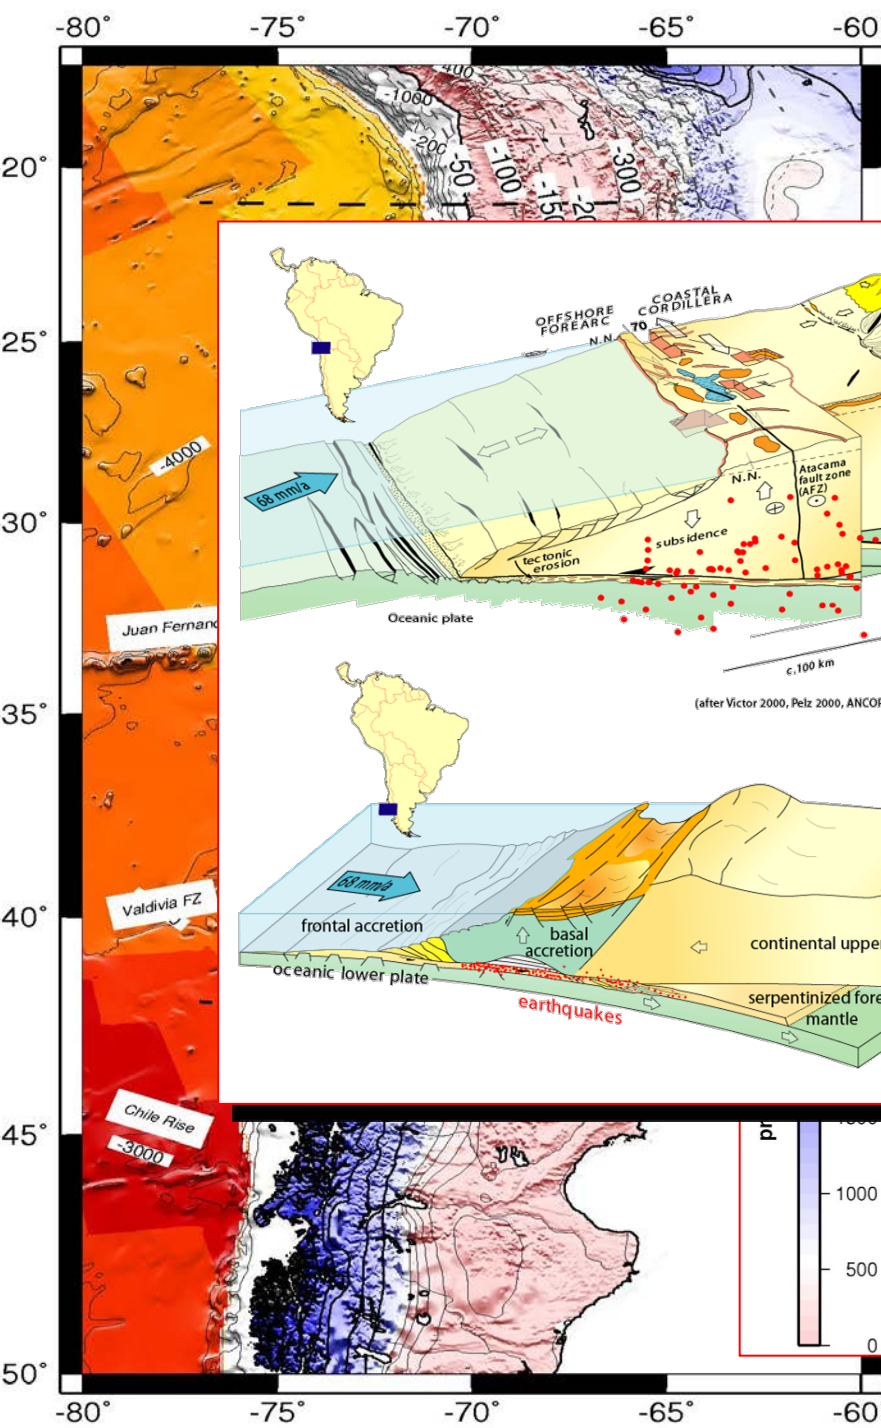 -80° -75° -70° -65° -60
400
-1000
-200
20°
-50
-100
-150
-20
-300
25°
OFFSHORE
FOREARC
70
COASTAL
CORDILLERA
N.N.
-4000
68 mm/a
N.N.
Atacama
fault zone
(AFZ)
30°
subsidence
tectonic
erosion
Oceanic plate
Juan Fernan
c.100 km
35°
(after Victor 2000, Pelz 2000, ANCOR
68 mm/a
Valdivia FZ
40°
frontal accretion
basal
accretion
continental upper
oceanic lower plate
earthquakes
serpentinized fore
mantle
Chile Rise
45°
-3000
pr
1000
500
0
50°
-80° -75° -70° -65° -60